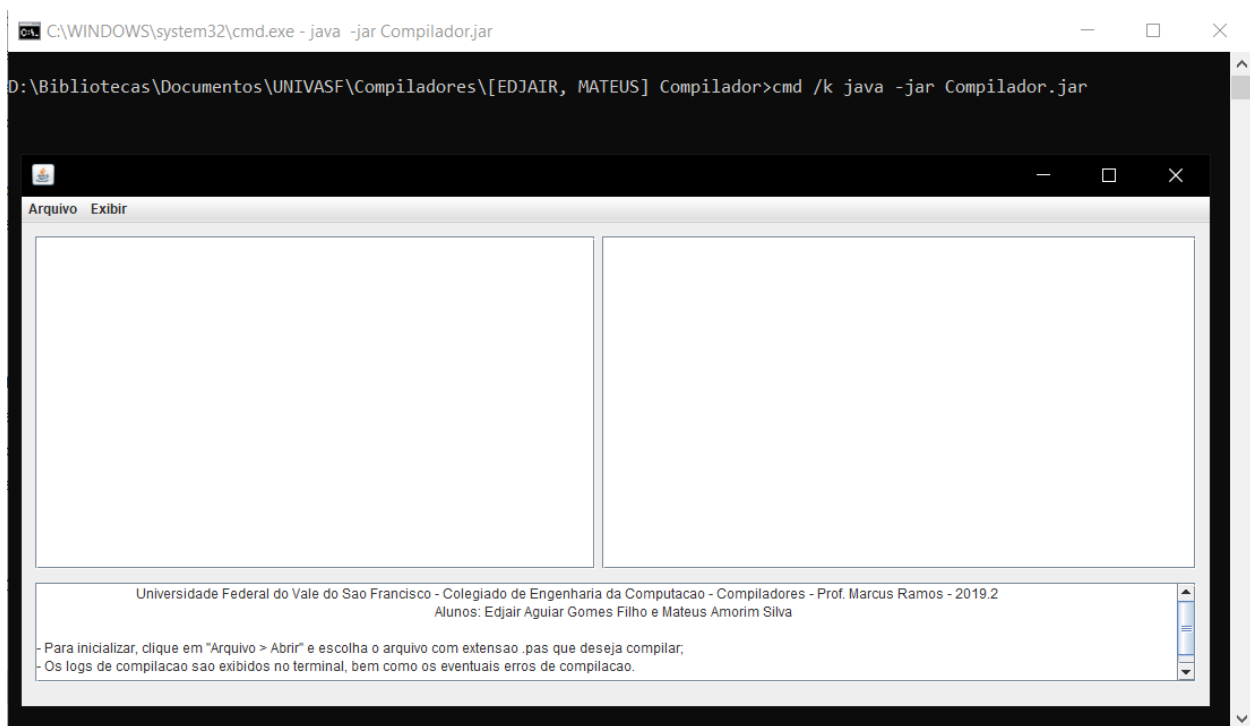 C:\WINDOWS\system32\cmd.exe - java -jar Compilador.jar
D:\Bibliotecas\Documentos\UNIVASF\Compiladores\[EDJAIR, MATEUS] Compilador>cmd /k java -jar Compilador.jar
Arquivo Exibir
Universidade Federal do Vale do Sao Francisco - Colegiado de Engenharia da Computacao - Compiladores - Prof. Marcus Ramos - 2019.2
Alunos: Edjair Aguiar Gomes Filho e Mateus Amorim Silva
- Para inicializar, clique em "Arquivo > Abrir" e escolha o arquivo com extensao .pas que deseja compilar;
- Os logs de compilacao sao exibidos no terminal, bem como os eventuais erros de compilacao.